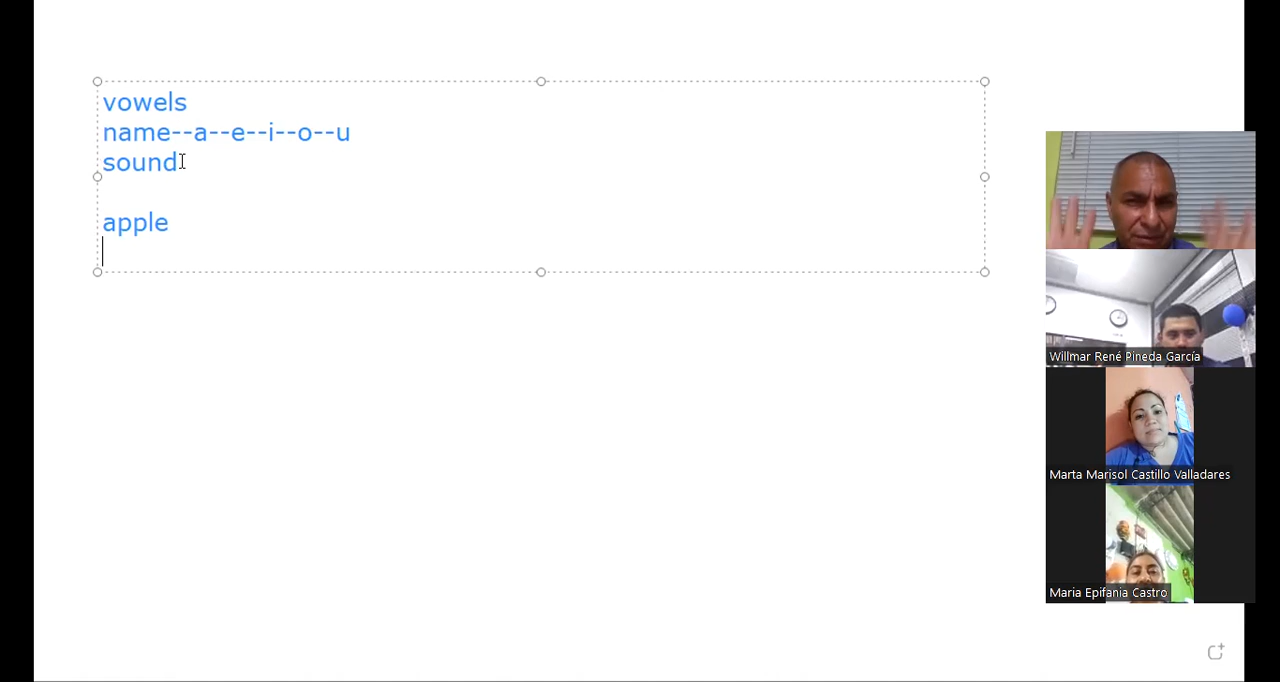 vowels
name--a--e--i--o--u
sound
apple
Willmar René Pineda García
Marta Marisol Castillo Valladares
Maria Epifania Castro